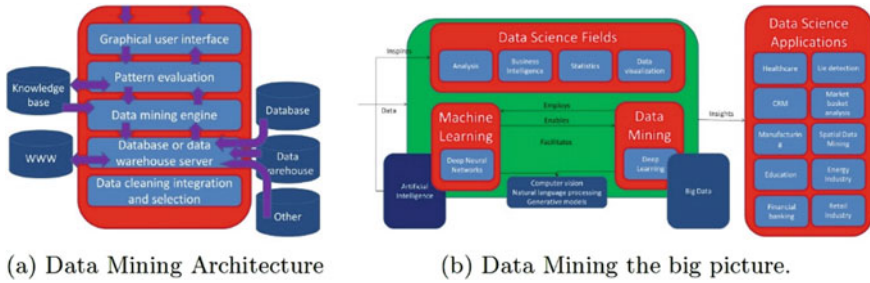 Graphical user interface
Pattern evaluation
Knowledge
base
Data mining engine
Database
WWW
Database or data
warehouse server
Data
warehouse
Data cleaning integration
and selection
Other
(a) Data Mining Architecture
Data Science Fields
Inspires
Analysis
Business
Intelligence
Statistics
Data
visualization
Data
Employs
Enables
Facilitates
Machine
Learning
Deep Neural
Networks
Data
Mining
Deep
Learning
Artificial
Intelligence
Computer vision
Natural language processing
Generative models
Big Data
Insights
Data Science
Applications
Healthcare
Lie detection
CRM
Market
basket
analysis
Manufacturin
g
Spatial Data
Mining
Education
Energy
Industry
Financial
banking
Retail
Industry
(b) Data Mining the big picture.